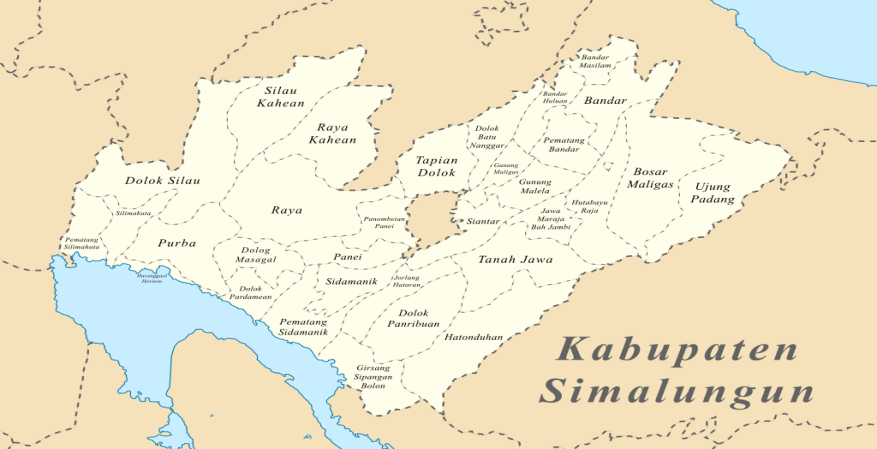 Bandar
Masilam
Silau
Kahean
Bandar
Huluan
Bandar
Raya
Kahean
Dolok
Batu
Nanggar
Pematang
Bandar
Tapian
Dolok
Gunung
Maligas
Bosar
Maligas
Dolok Silau
Gunung
Malela
Ujung
Padang
Silimakuta
Raya
Hutabayu
Raja
Panombeian
Panei
Siantar
Jawa
Maraja
Bah Jambi
Pematang
Silimahuta
Purba
Dolog
Masagal
Panei
Tanah Jawa
Haranggaol
Horison
Sidamanik
Jorlang
Hataran
Dolok
Pardamean
Dolok
Panribuan
Pematang
Sidamanik
Hatonduhan
Girsang
Sipangan
Bolon
Kabupaten
Simalungun